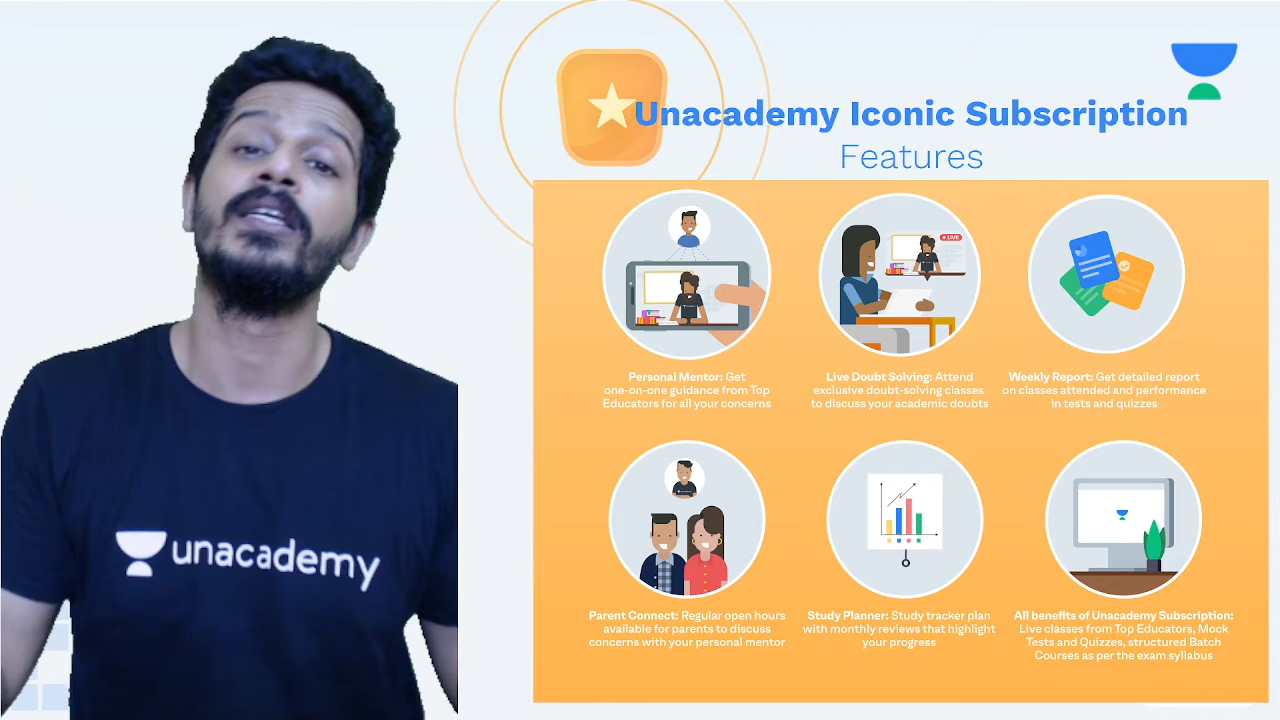 Unacademy Iconic Subscription
Features
LIVE
Personal Mentor: Get
one-on-one guidance from Top
Educators for all your concerns
Live Doubt Solving: Attend
exclusive doubt-solving classes
to discuss your academic doubts
Weekly Report: Get detailed report
on classes attended and performance
in tests and quizzes
unacademy
Parent Connect: Regular open hours
available for parents to discuss
concerns with your personal mentor
Study Planner: Study tracker plan
with monthly reviews that highlight
your progress
All benefits of Unacademy Subscription:
Live classes from Top Educators, Mock
Tests and Quizzes, structured Batch
Courses as per the exam syllabus